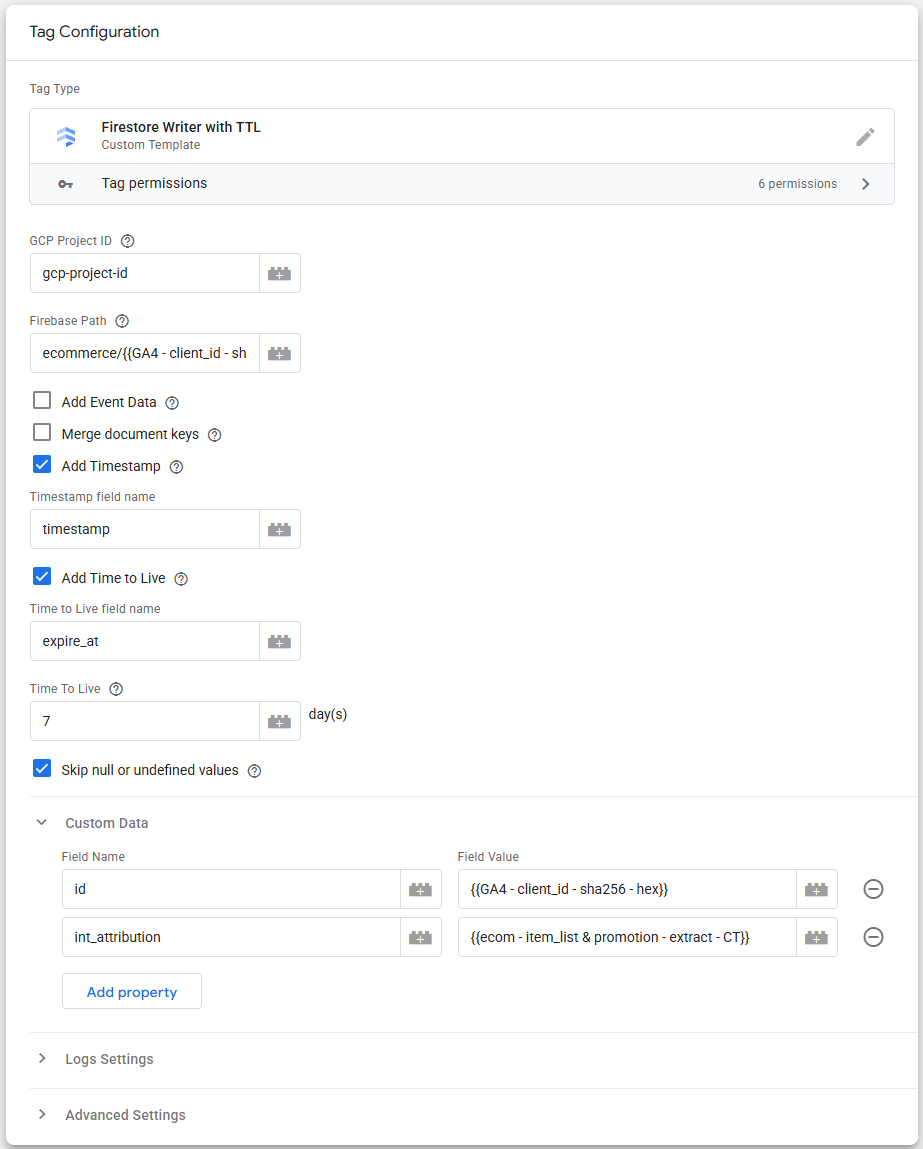 Tag Configuration
Tag Type
Firestore Writer with TTL
Custom Template
Tag permissions
6 permissions
GCP Project ID
gcp-project-id
Firebase Path
ecommerce/{{GA4 - client_id - sh
Add Event Data
Merge document keys
Add Timestamp
Timestamp field name
timestamp
Add Time to Live
Time to Live field name
expire_at
Time To Live
7
day(s)
Skip null or undefined values
Custom Data
Field Name
Field Value
id
{{GA4 - client_id - sha256 - hex}}
int_attribution
{{ecom - item_list & promotion - extract - CT}}
Add property
Logs Settings
Advanced Settings